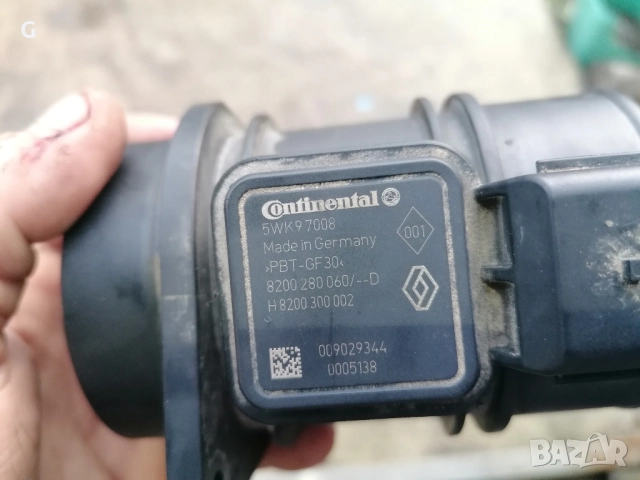 G
Continental
5WK9 7008
Made in Germany
001
>PBT-GF30<
8200 280 060/--D
H 8200 300 002
009029344
0005138
BAZAR